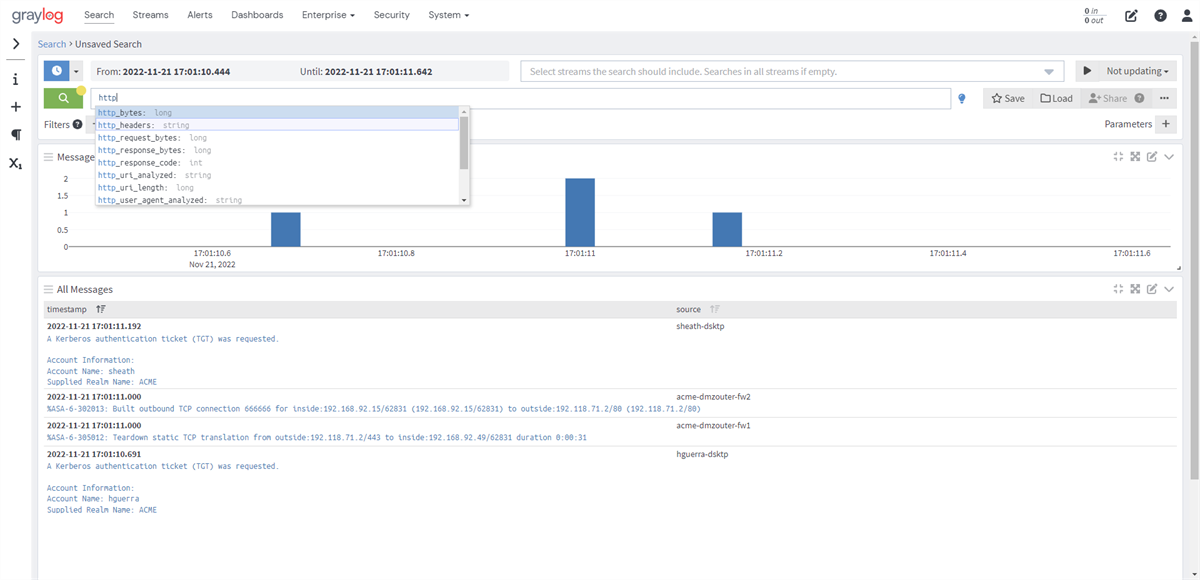 graylog Search Streams Alerts Dashboards Enterprise Security System 0 in
0 out
Search > Unsaved Search
From: 2022-11-21 17:01:10.444 Until: 2022-11-21 17:01:11.642 Select streams the search should include. Searches in all streams if empty. Not updating
http Save Load Share ...
http_bytes: long
Filters http_headers: string Parameters +
http_request_bytes: long
http_response_bytes: long
Message
http_response_code: int
http_uri_analyzed: string
http_uri_length: long
http_user_agent_analyzed: string
2
1.5
1
0.5
0
17:01:10.6 17:01:10.8 17:01:11 17:01:11.2 17:01:11.4 17:01:11.6
Nov 21, 2022
All Messages
timestamp source
2022-11-21 17:01:11.192 sheath-dsktp
A Kerberos authentication ticket (TGT) was requested.
Account Information:
Account Name: sheath
Supplied Realm Name: ACME
2022-11-21 17:01:11.000 acme-dmzouter-fw2
%ASA-6-302013: Built outbound TCP connection 666666 for inside:192.168.92.15/62831 (192.168.92.15/62831) to outside:192.118.71.2/80 (192.118.71.2/80)
2022-11-21 17:01:11.000 acme-dmzouter-fw1
%ASA-6-305012: Teardown static TCP translation from outside:192.118.71.2/443 to inside:192.168.92.49/62831 duration 0:00:31
2022-11-21 17:01:10.691 hguerra-dsktp
A Kerberos authentication ticket (TGT) was requested.
Account Information:
Account Name: hguerra
Supplied Realm Name: ACME